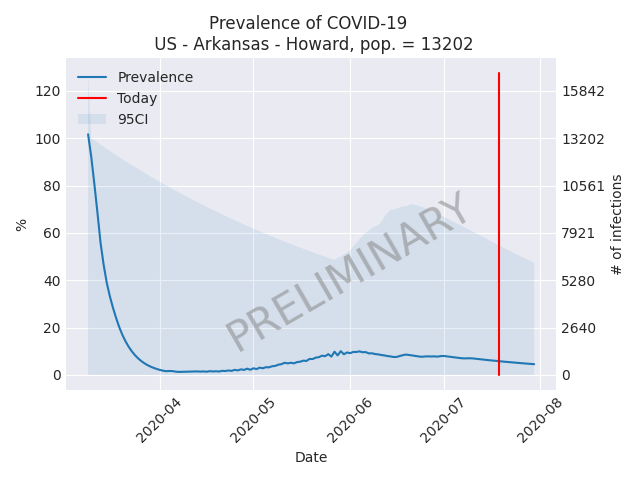 Prevalence of COVID-19
US - Arkansas - Howard, pop. = 13202
Prevalence
Today
95CI
120
100
80
60
40
20
0
%
15842
13202
10561
7921
5280
2640
0
# of infections
PRELIMINARY
2020-04
2020-05
2020-06
2020-07
2020-08
Date